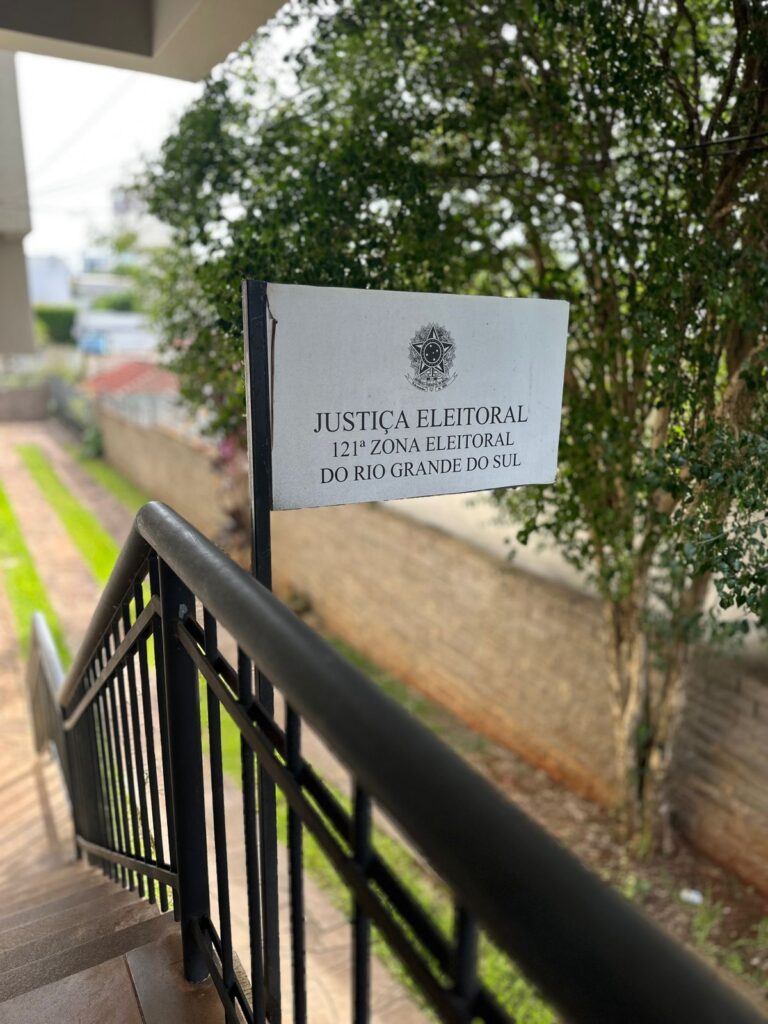 JUSTIÇA ELEITORAL
121ª ZONA ELEITORAL
DO RIO GRANDE DO SUL